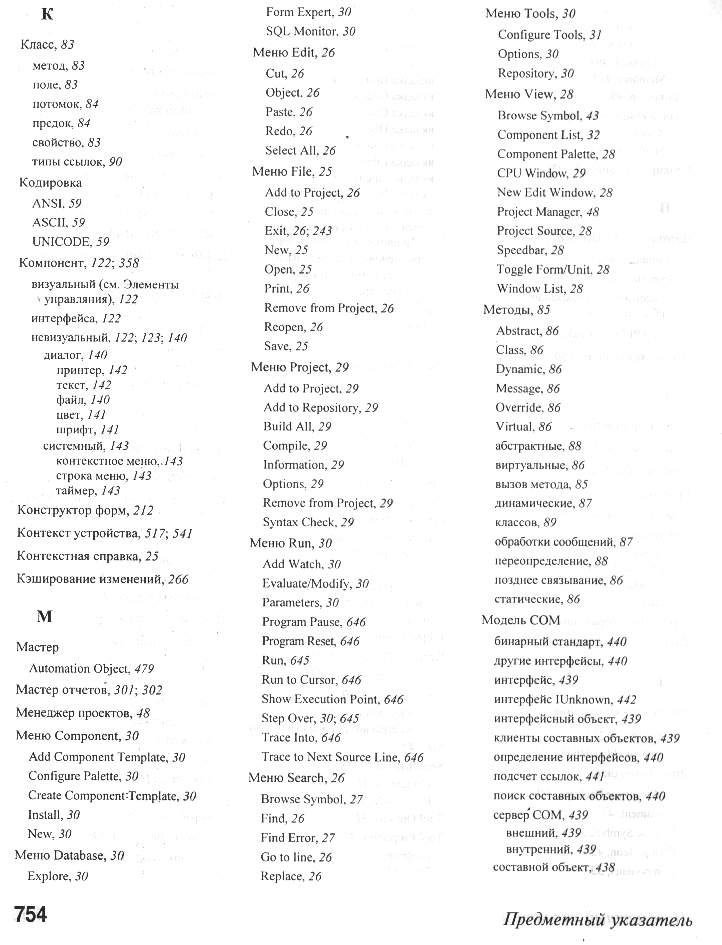 К
Класс, 83
метод, 83
поле, 83
потомок, 84
предок, 84
свойство, 83
типы ссылок, 90
Кодировка
ANSI, 59
ASCII, 59
UNICODE, 59
Компонент, 122; 358
визуальный (см. Элементы
управляния), 122
интерфейса, 122
невизуальный, 122; 123; 140
диалог, 140
принтер, 142
текст, 142
файл, 140
цвет, 141
шрифт, 141
системный, 143
контекстное меню, 143
строка меню, 143
таймер, 143
Конструктор форм, 212
Контекст устройства, 517; 541
Контекстная справка, 25
Кэширование изменений, 266
М
Мастер
Automation Object, 479
Мастер отчетов, 301; 302
Менеджер проектов, 48
Меню Component, 30
Add Component Template, 30
Configure Palette, 30
Create Component Template, 30
Install, 30
New, 30
Меню Database, 30
Explore, 30
Form Expert, 30
SQL Monitor, 30
Меню Edit, 26
Cut, 26
Object, 26
Paste, 26
Redo, 26
Select All, 26
Меню File, 25
Add to Project, 26
Close, 25
Exit, 26; 243
New, 25
Open, 25
Print, 26
Remove from Project, 26
Reopen, 26
Save, 25
Меню Project, 29
Add to Project, 29
Add to Repository, 29
Build All, 29
Compile, 29
Information, 29
Options, 29
Remove from Project, 29
Syntax Check, 29
Меню Run, 30
Add Watch, 30
Evaluate/Modify, 30
Parameters, 30
Program Pause, 646
Program Reset, 646
Run, 645
Run to Cursor, 646
Show Execution Point, 646
Step Over, 30; 645
Trace Into, 646
Trace to Next Source Line, 646
Меню Search, 26
Browse Symbol, 27
Find, 26
Find Error, 27
Go to line, 26
Replace, 26
Меню Tools, 30
Configure Tools, 31
Options, 30
Repository, 30
Меню View, 28
Browse Symbol, 43
Component List, 32
Component Palette, 28
CPU Window, 29
New Edit Window, 28
Project Manager, 48
Project Source, 28
Speedbar, 28
Toggle Form/Unit, 28
Window List, 28
Методы, 85
Abstract, 86
Class, 86
Dynamic, 86
Message, 86
Override, 86
Virtual, 86
абстрактные, 88
виртуальные, 86
вызов метода, 85
динамические, 87
классов, 89
обработки сообщений, 87
переопределение, 88
позднее связывание, 86
статические, 86
Модель COM
бинарный стандарт, 440
другие интерфейсы, 440
интерфейс, 439
интерфейс IUnknown, 442
интерфейсный объект, 439
клиенты составных объектов, 439
определение интерфейсов, 440
подсчет ссылок, 441
поиск составных объектов, 440
сервер COM, 439
внешний, 439
внутренний, 439
составной объект, 438
754
Предметный указатель